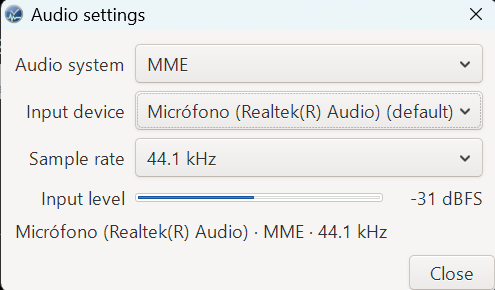 Audio settings
Audio system MME
Input device Micrófono (Realtek(R) Audio) (default)
Sample rate 44.1 kHz
Input level -31 dBFS
Micrófono (Realtek(R) Audio) · MME · 44.1 kHz
Close